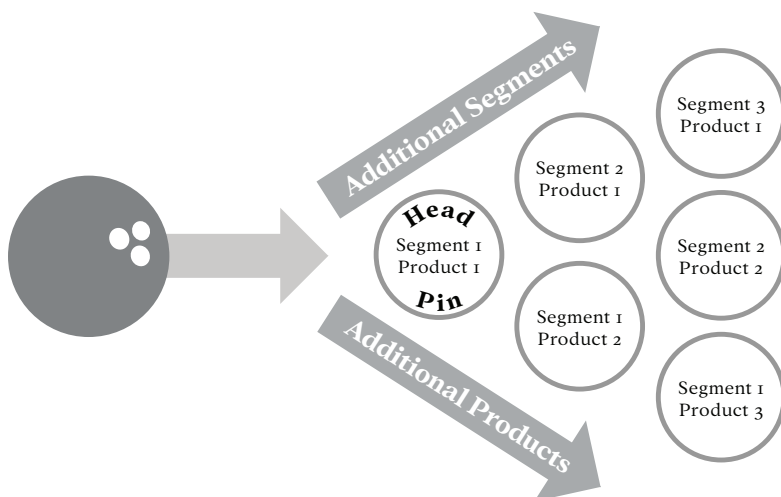 Additional Segments
Head
Segment 1
Product 1
Pin
Segment 2
Product 1
Segment 1
Product 2
Segment 3
Product 1
Segment 2
Product 2
Segment 1
Product 3
Additional Products